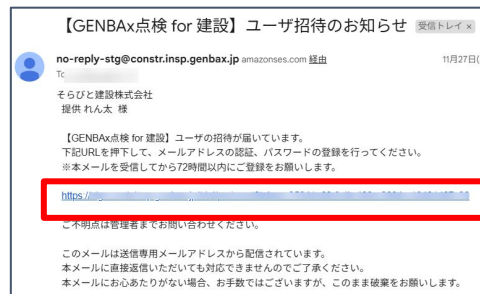 【GENBAx点検 for 建設】ユーザ招待のお知らせ 受信トレイ ×
no-reply-stg@constr.insp.genbax.jp amazonses.com 経由 11月27日(
To
そらびと建設株式会社
提供 れん太 様
【GENBAx点検 for 建設】ユーザの招待が届いています。
下記URLを押下して、メールアドレスの認証、パスワードの登録を行ってください。
※本メールを受信してから72時間以内にご登録をお願いします。
https://
ご不明点は管理者までお問い合わせください。
このメールは送信専用メールアドレスから配信されています。
本メールに直接返信いただいても対応できませんのでご了承ください。
本メールにお心あたりがない場合、お手数ではございますが、このまま破棄をお願いします。